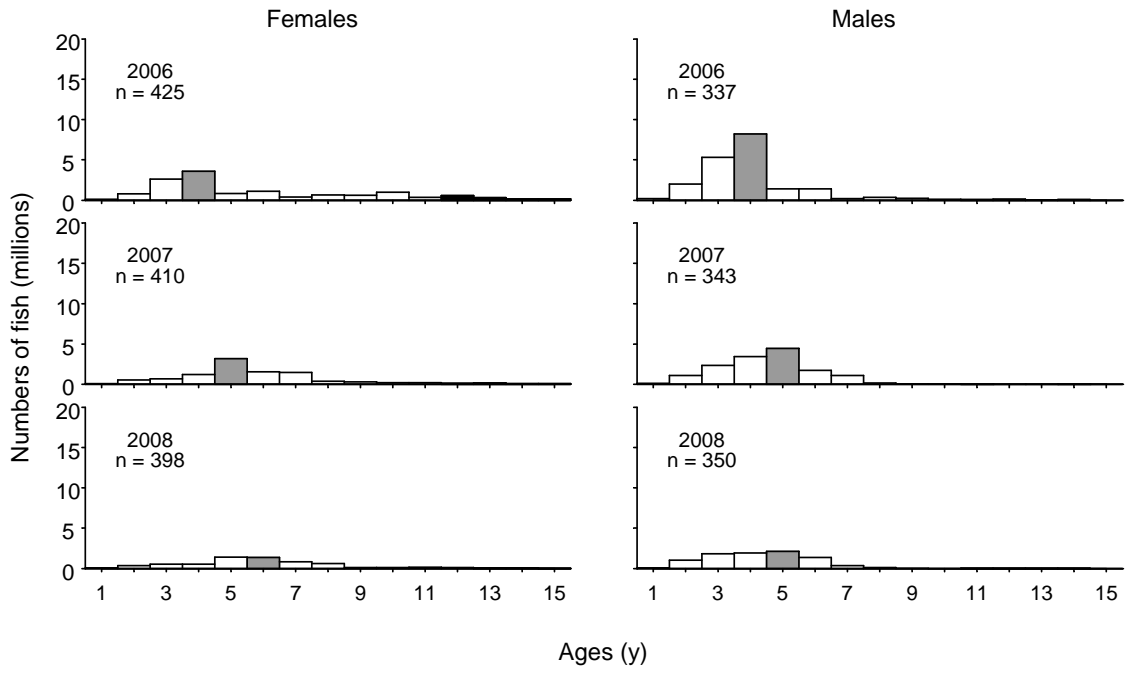 Females
Males
Numbers of fish (millions)
20
15
10
5
0
2006
n = 425
2006
n = 337
20
15
10
5
0
2007
n = 410
2007
n = 343
20
15
10
5
0
2008
n = 398
2008
n = 350
1 3 5 7 9 11 13 15
1 3 5 7 9 11 13 15
Ages (y)